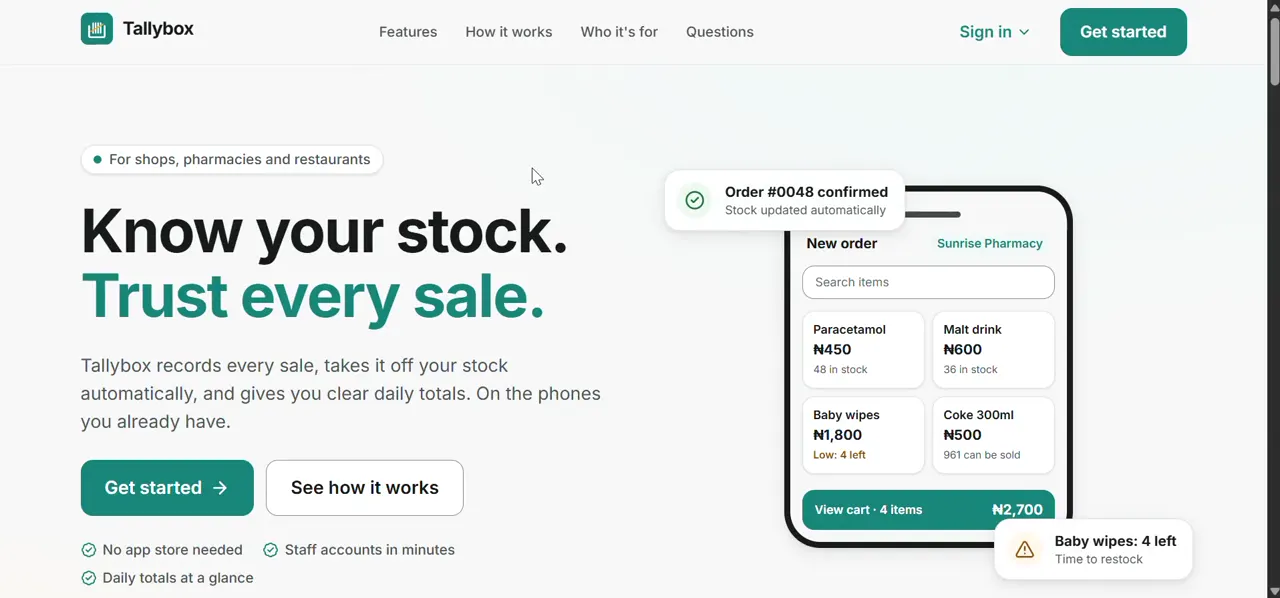 Tallybox
Features
How it works
Who it's for
Questions
Sign in
Get started
For shops, pharmacies and restaurants
Know your stock.
Trust every sale.
Tallybox records every sale, takes it off your stock
automatically, and gives you clear daily totals. On the phones
you already have.
Get started
See how it works
No app store needed
Staff accounts in minutes
Daily totals at a glance
Order #0048 confirmed
Stock updated automatically
New order
Sunrise Pharmacy
Search items
Paracetamol
₦450
48 in stock
Malt drink
₦600
36 in stock
Baby wipes
₦1,800
Low: 4 left
Coke 300ml
₦500
961 can be sold
View cart · 4 items
₦2,700
Baby wipes: 4 left
Time to restock